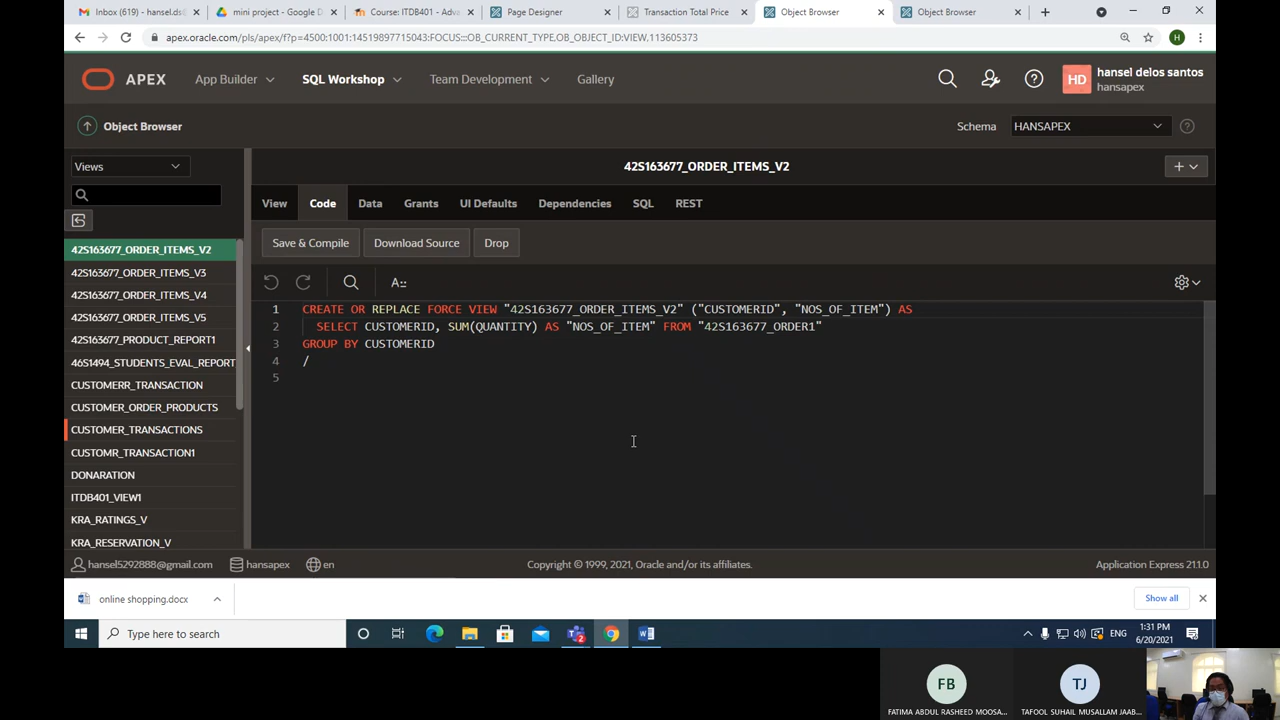 Inbox (619) - hansel.ds@
mini project - Google D
Course: ITDB401 - Adva
Page Designer
Transaction Total Price
Object Browser
Object Browser
apex.oracle.com/pls/apex/f?p=4500:1001:14519897715043:FOCUS:::OB_CURRENT_TYPE,OB_OBJECT_ID:VIEW,113605373
H
APEX
App Builder
SQL Workshop
Team Development
Gallery
HD
hansel delos santos
hansapex
Object Browser
Schema
HANSAPEX
Views
42S163677_ORDER_ITEMS_V2
View
Code
Data
Grants
UI Defaults
Dependencies
SQL
REST
Save & Compile
Download Source
Drop
42S163677_ORDER_ITEMS_V2
42S163677_ORDER_ITEMS_V3
42S163677_ORDER_ITEMS_V4
42S163677_ORDER_ITEMS_V5
42S163677_PRODUCT_REPORT1
46S1494_STUDENTS_EVAL_REPORT
CUSTOMERR_TRANSACTION
CUSTOMER_ORDER_PRODUCTS
CUSTOMER_TRANSACTIONS
CUSTOMR_TRANSACTION1
DONARATION
ITDB401_VIEW1
KRA_RATINGS_V
KRA_RESERVATION_V
A::
1 CREATE OR REPLACE FORCE VIEW "42S163677_ORDER_ITEMS_V2" ("CUSTOMERID", "NOS_OF_ITEM") AS
2 SELECT CUSTOMERID, SUM(QUANTITY) AS "NOS_OF_ITEM" FROM "42S163677_ORDER1"
3 GROUP BY CUSTOMERID
4 /
5
hansel5292888@gmail.com
hansapex
en
Copyright © 1999, 2021, Oracle and/or its affiliates.
Application Express 21.1.0
online shopping.docx
Show all
Type here to search
2
ENG
1:31 PM
6/20/2021
FB
FATIMA ABDUL RASHEED MOOSA...
TJ
TAFOOL SUHAIL MUSALLAM JAAB...